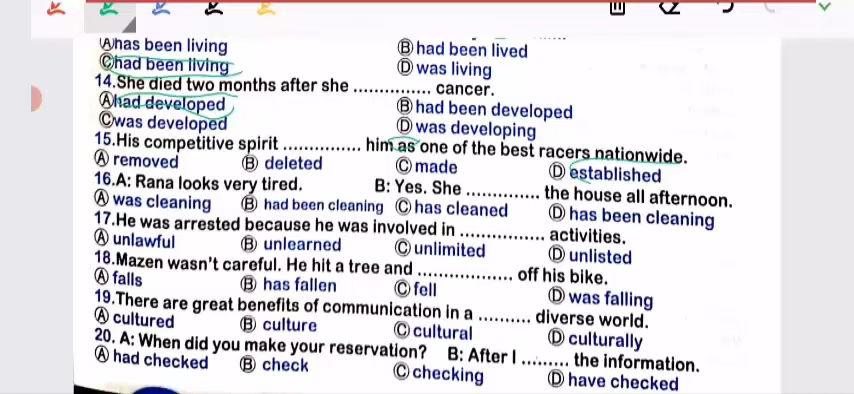 Ⓐhas been living Ⓑhad been lived
Ⓒhad been living Ⓓwas living
14.She died two months after she ............... cancer.
Ⓐhad developed Ⓑhad been developed
Ⓒwas developed Ⓓwas developing
15.His competitive spirit ............... him as one of the best racers nationwide.
Ⓐ removed Ⓑ deleted Ⓒmade Ⓓ established
16.A: Rana looks very tired. B: Yes. She .............. the house all afternoon.
Ⓐ was cleaning Ⓑ had been cleaning Ⓒhas cleaned Ⓓ has been cleaning
17.He was arrested because he was involved in ................ activities.
Ⓐ unlawful Ⓑ unlearned Ⓒunlimited Ⓓ unlisted
18.Mazen wasn't careful. He hit a tree and .................. off his bike.
Ⓐ falls Ⓑ has fallen Ⓒfell Ⓓ was falling
19.There are great benefits of communication in a .......... diverse world.
Ⓐ cultured Ⓑ culture Ⓒcultural Ⓓ culturally
20. A: When did you make your reservation? B: After I ......... the information.
Ⓐ had checked Ⓑ check Ⓒchecking Ⓓ have checked